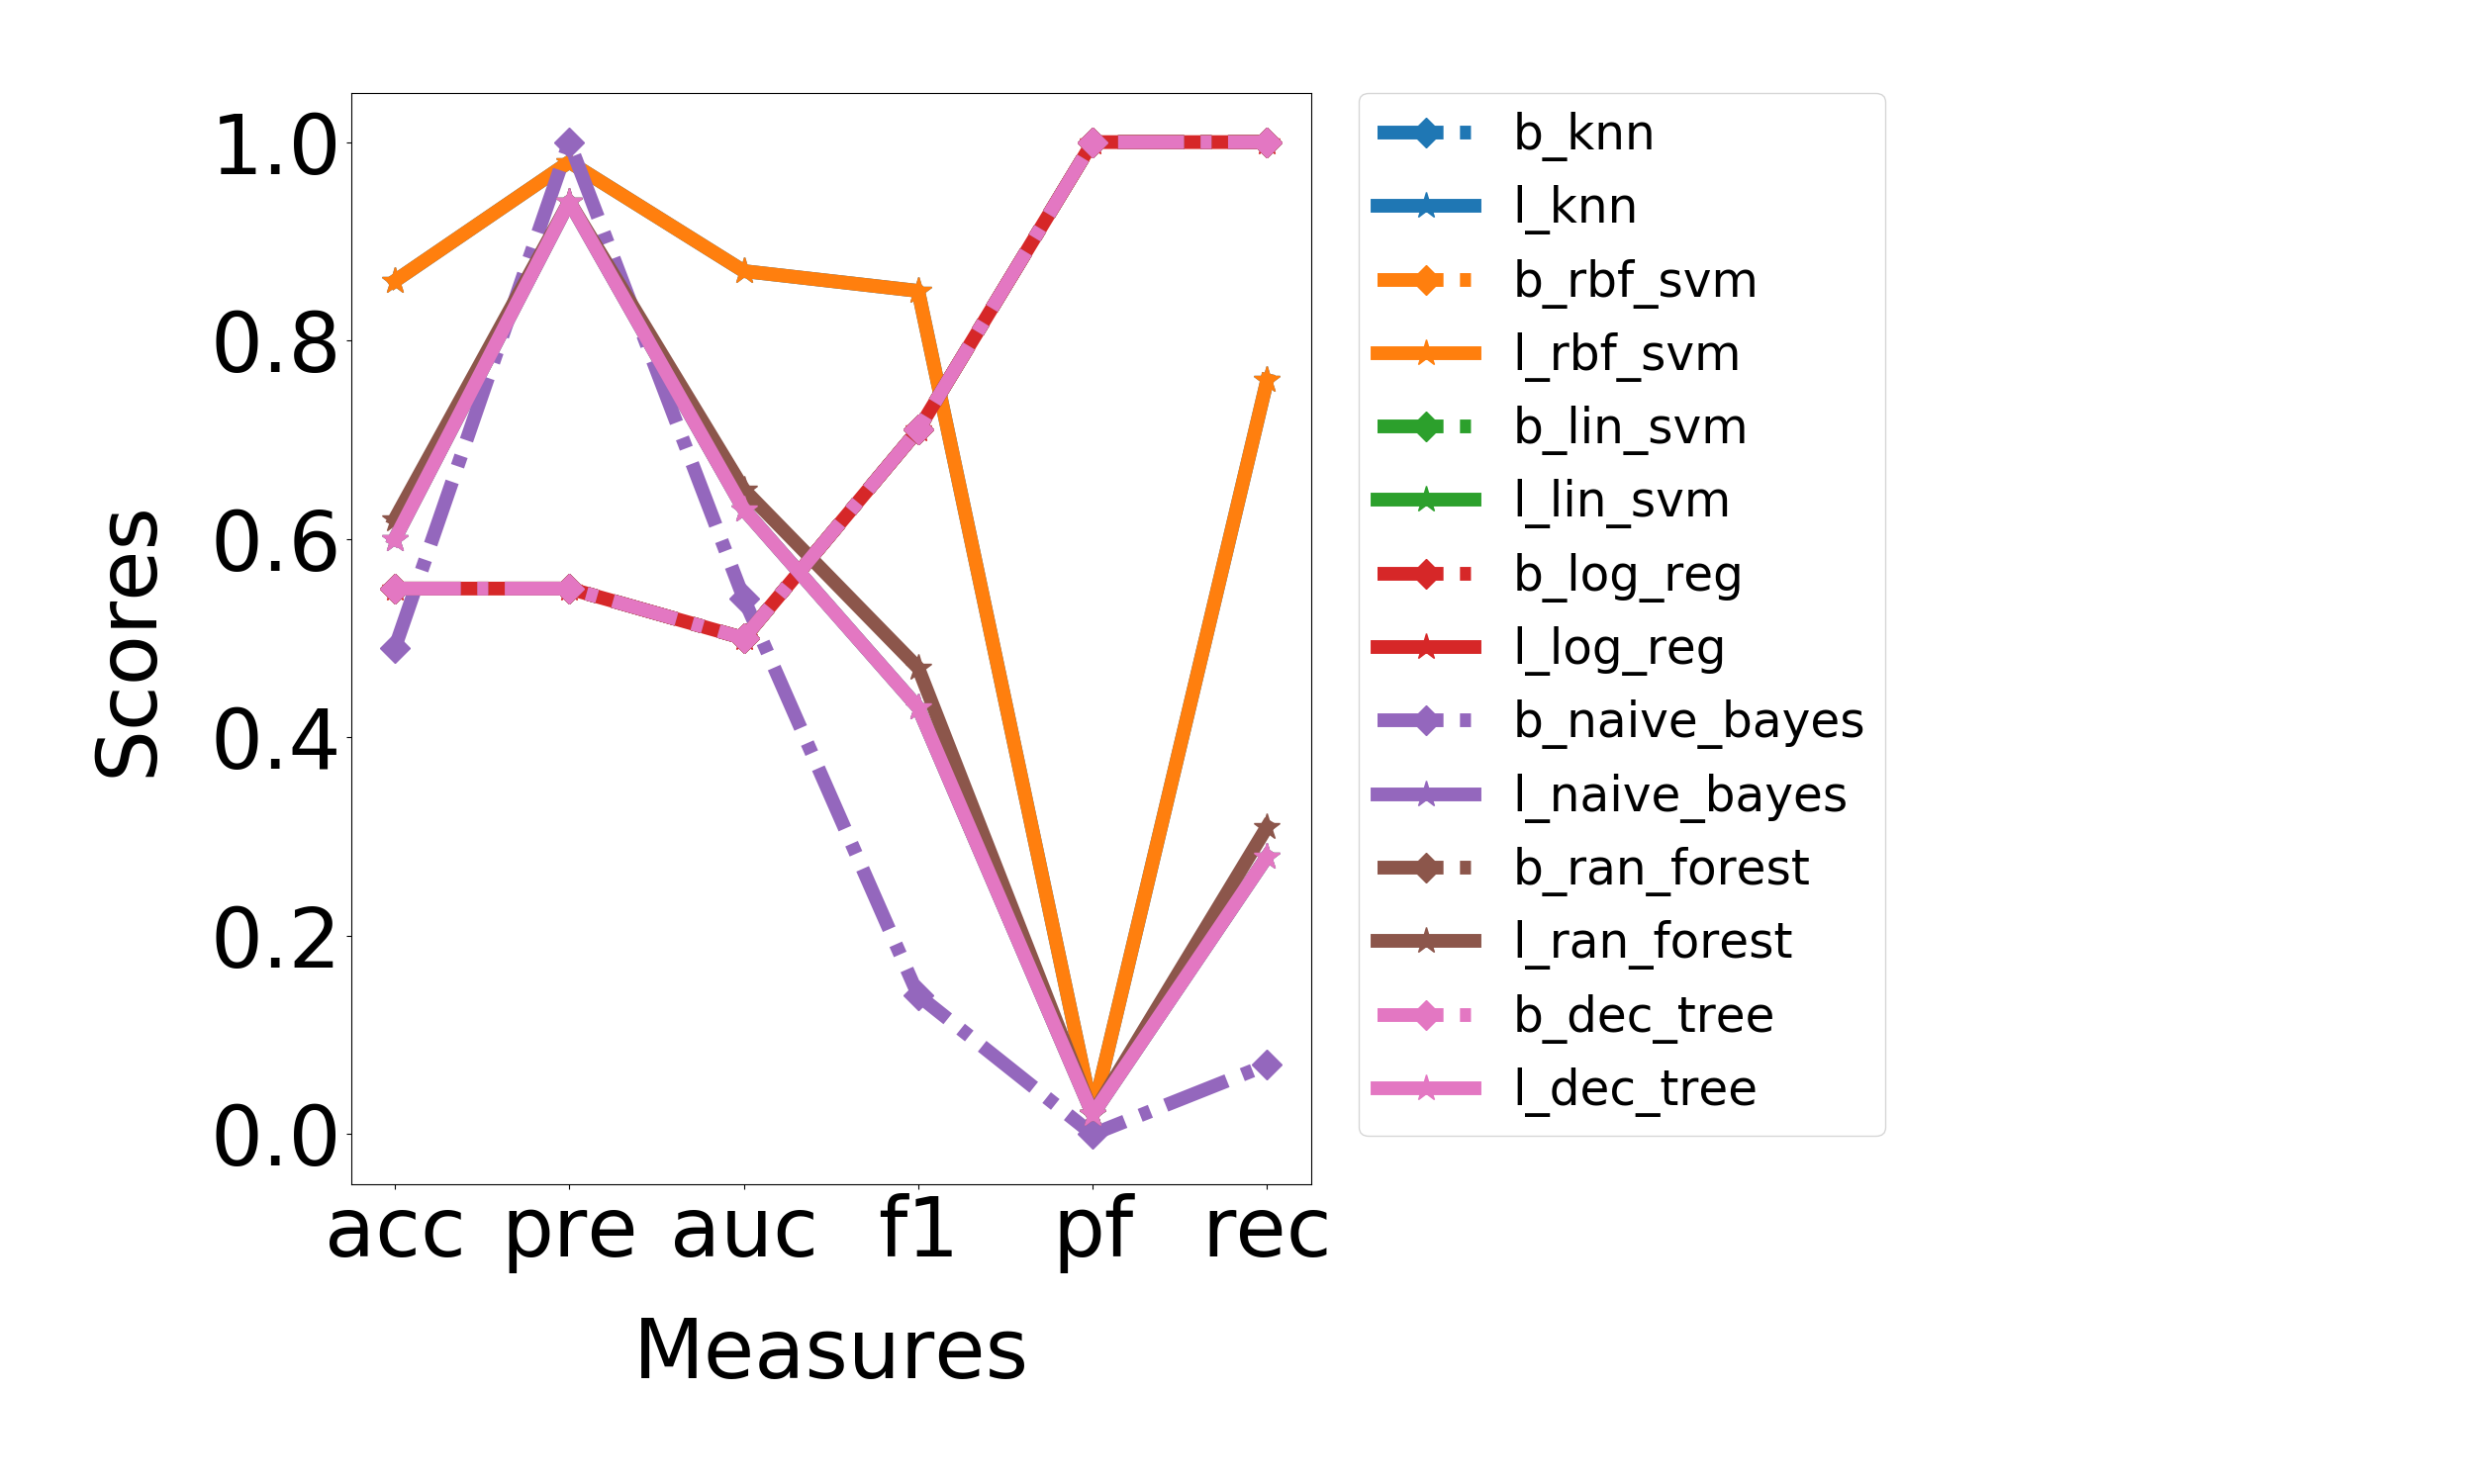 1.0
0.8
0.6
0.4
0.2
0.0
Scores
acc pre auc f1 pf rec
Measures
b_knn
l_knn
b_rbf_svm
l_rbf_svm
b_lin_svm
l_lin_svm
b_log_reg
l_log_reg
b_naive_bayes
l_naive_bayes
b_ran_forest
l_ran_forest
b_dec_tree
l_dec_tree